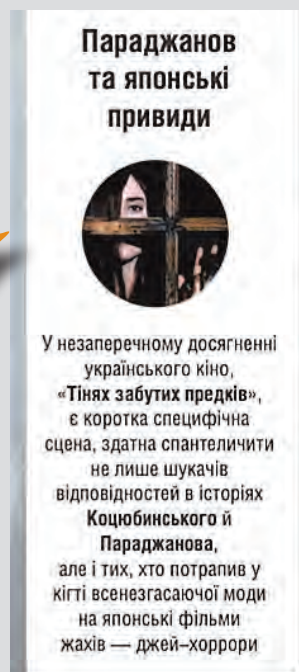 Параджанов
та японські
привиди
У незаперечному досягненні
українського кіно,
«Тінях забутих предків»,
є коротка специфічна
сцена, здатна спантеличити
не лише шукачів
відповідностей в історіях
Коцюбинського й
Параджанова,
але і тих, хто потрапив у
кігті всенезгасаючої моди
на японські фільми
жахів — джей–хоррори